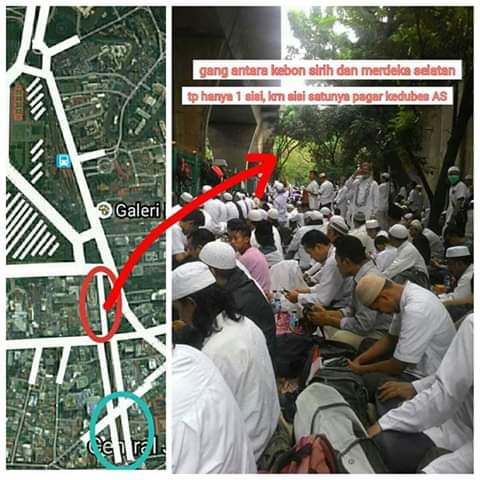 gang antara kebon sirih dan merdeka selatan
tp hanya 1 sisi, krn sisi satunya pagar kedubes AS
Galeri
Central